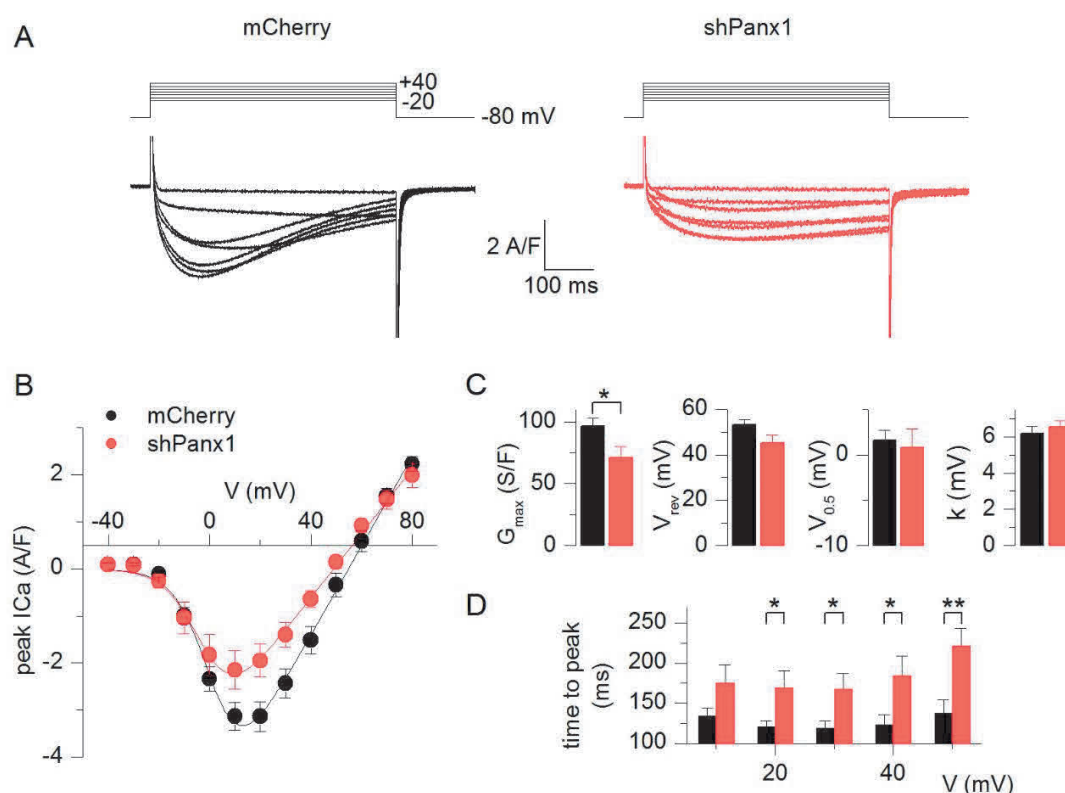 A
mCherry
shPanx1
+40
-20
-80 mV
2 A/F
100 ms
B
mCherry
shPanx1
peak ICa (A/F)
V (mV)
-40
0
40
80
2
0
-2
-4
C
*
Gmax (S/F)
100
50
0
Vrev (mV)
60
40
20
0
V0.5 (mV)
0
-10
k (mV)
6
4
2
0
D
time to peak
(ms)
250
200
150
100
*
*
*
**
20
40
V (mV)